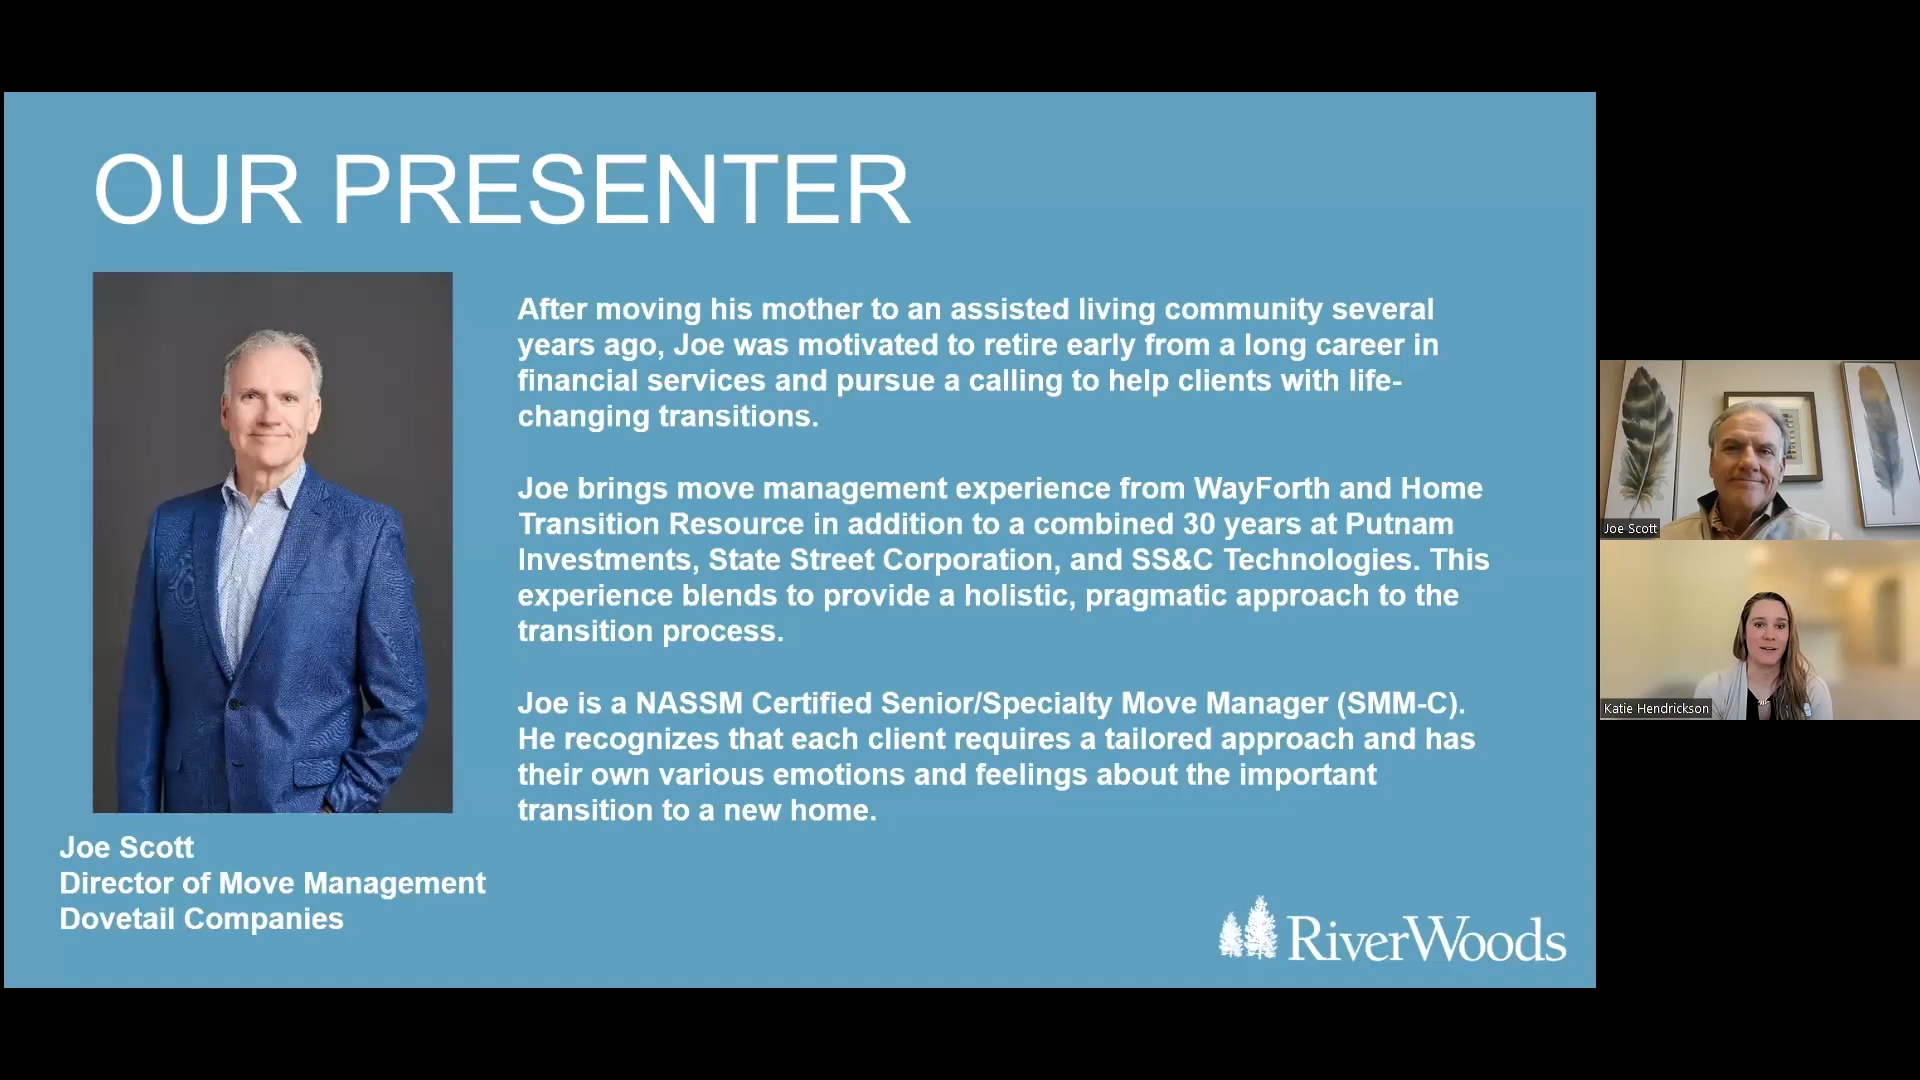 OUR PRESENTER
After moving his mother to an assisted living community several
years ago, Joe was motivated to retire early from a long career in
financial services and pursue a calling to help clients with life-
changing transitions.
Joe brings move management experience from WayForth and Home
Transition Resource in addition to a combined 30 years at Putnam
Investments, State Street Corporation, and SS&C Technologies. This
experience blends to provide a holistic, pragmatic approach to the
transition process.
Joe is a NASSM Certified Senior/Specialty Move Manager (SMM-C).
He recognizes that each client requires a tailored approach and has
their own various emotions and feelings about the important
transition to a new home.
Joe Scott
Director of Move Management
Dovetail Companies
RiverWoods
Joe Scott
Katie Hendrickson